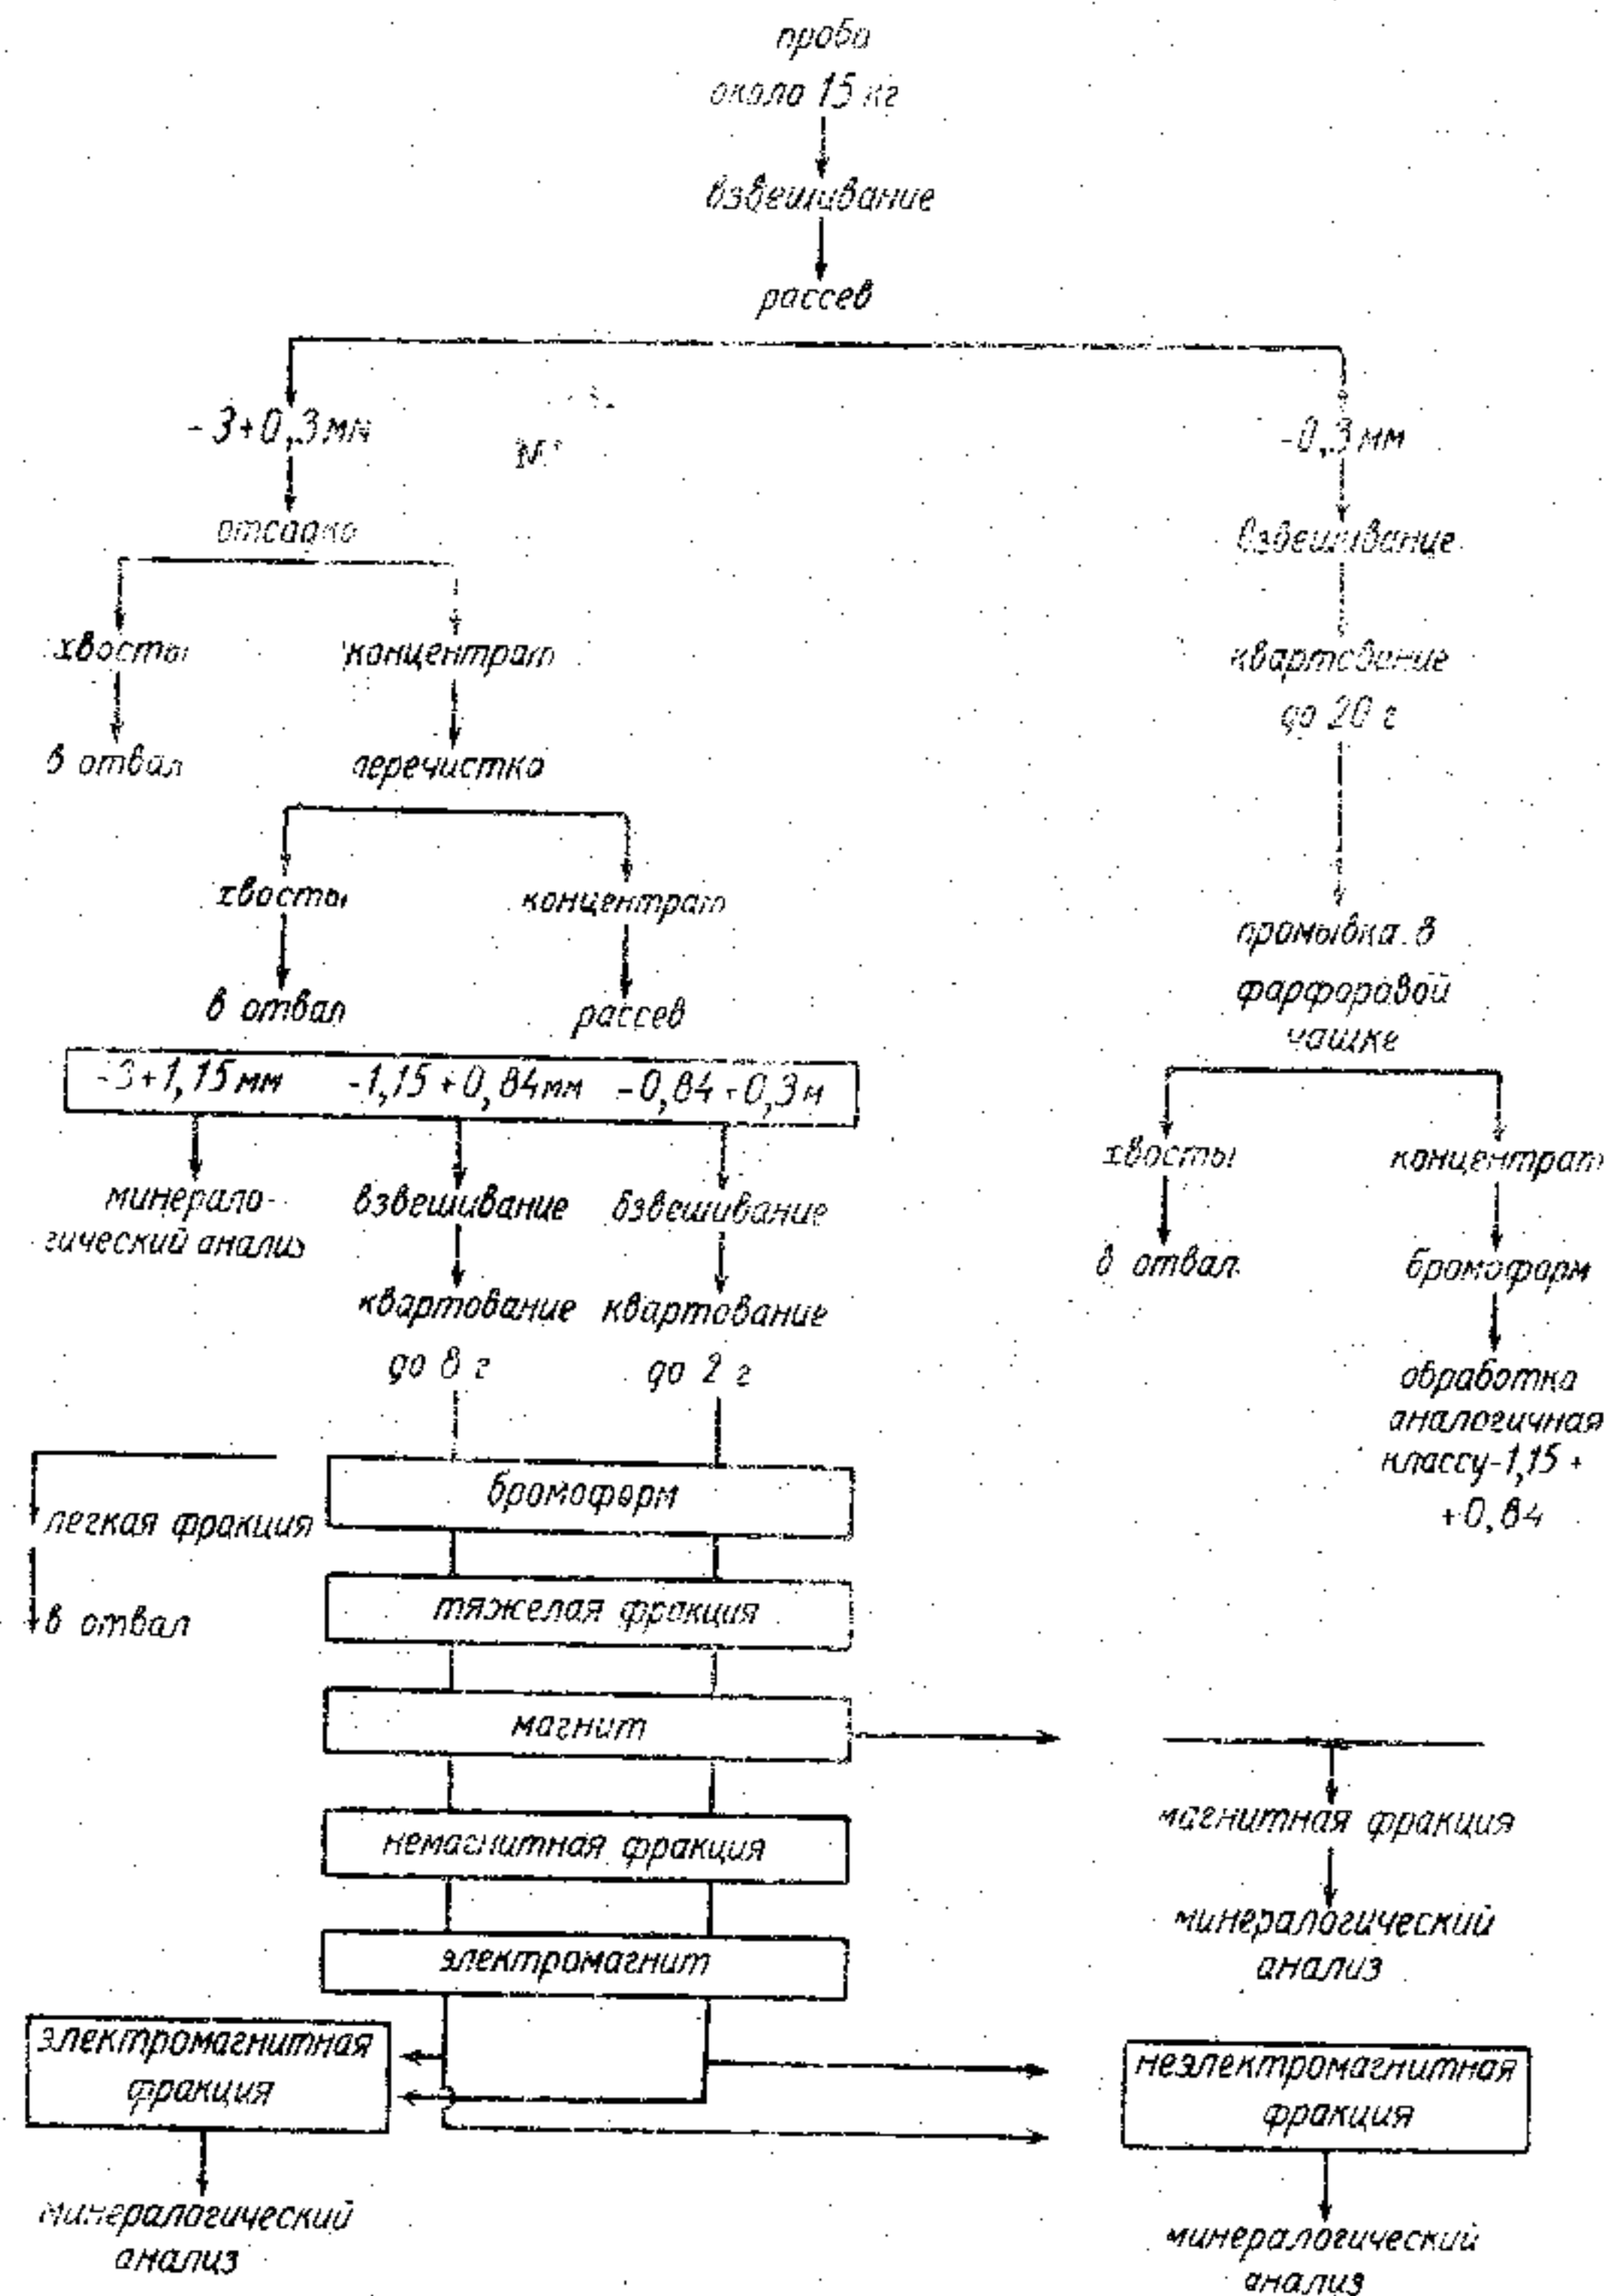 проба
около 15 кг
взвешивание
рассев
-3+0,3мм
-0,3мм
отсадка
взвешивание
хвосты
концентрат
квартование
до 20 г
в отвал
перечистка
хвосты
концентрат
промывка в
фарфоровой
чашке
в отвал
рассев
-3+1,15мм
-1,15+0,84мм
-0,84+0,3м
хвосты
концентрат
минерало-
гический анализ
взвешивание
взвешивание
в отвал
бромоформ
квартование
до 8 г
квартование
до 2 г
обработка
аналогичная
классу-1,15+
+0,84
бромоформ
легкая фракция
в отвал
тяжелая фракция
магнит
немагнитная фракция
магнитная фракция
минералогический
анализ
электромагнит
электромагнитная
фракция
неэлектромагнитная
фракция
минералогический
анализ
минералогический
анализ